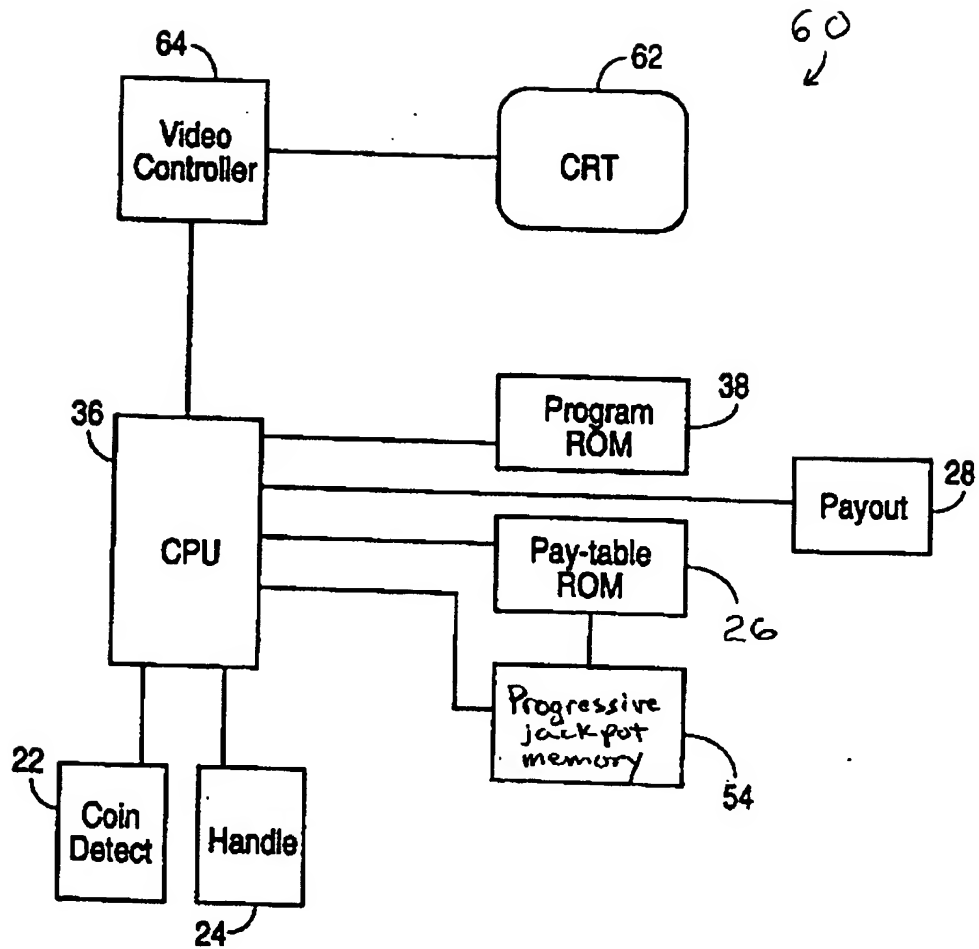 60
64
62
Video
Controller
CRT
36
Program
ROM
38
Payout
28
CPU
Pay-table
ROM
26
Progressive
jackpot
memory
54
22
Coin
Detect
Handle
24